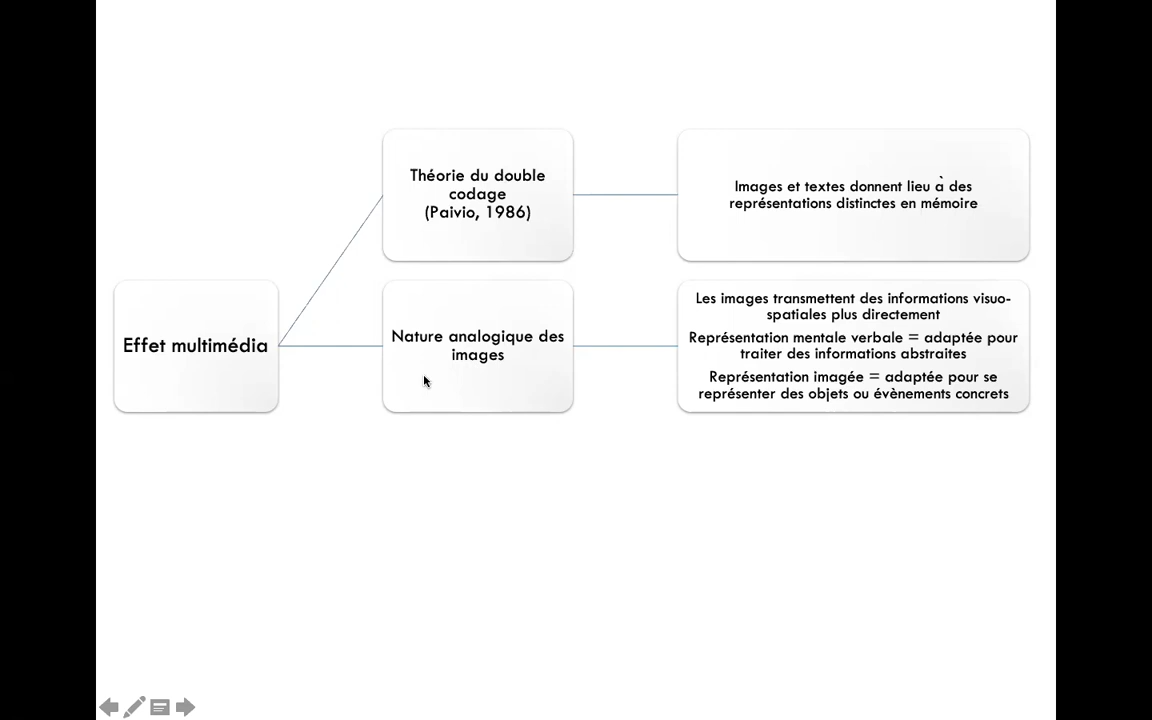 Théorie du double
codage
(Paivio, 1986)
Images et textes donnent lieu à des
représentations distinctes en mémoire
Effet multimédia
Nature analogique des
images
Les images transmettent des informations visuo-
spatiales plus directement
Représentation mentale verbale = adaptée pour
traiter des informations abstraites
Représentation imagée = adaptée pour se
représenter des objets ou évènements concrets